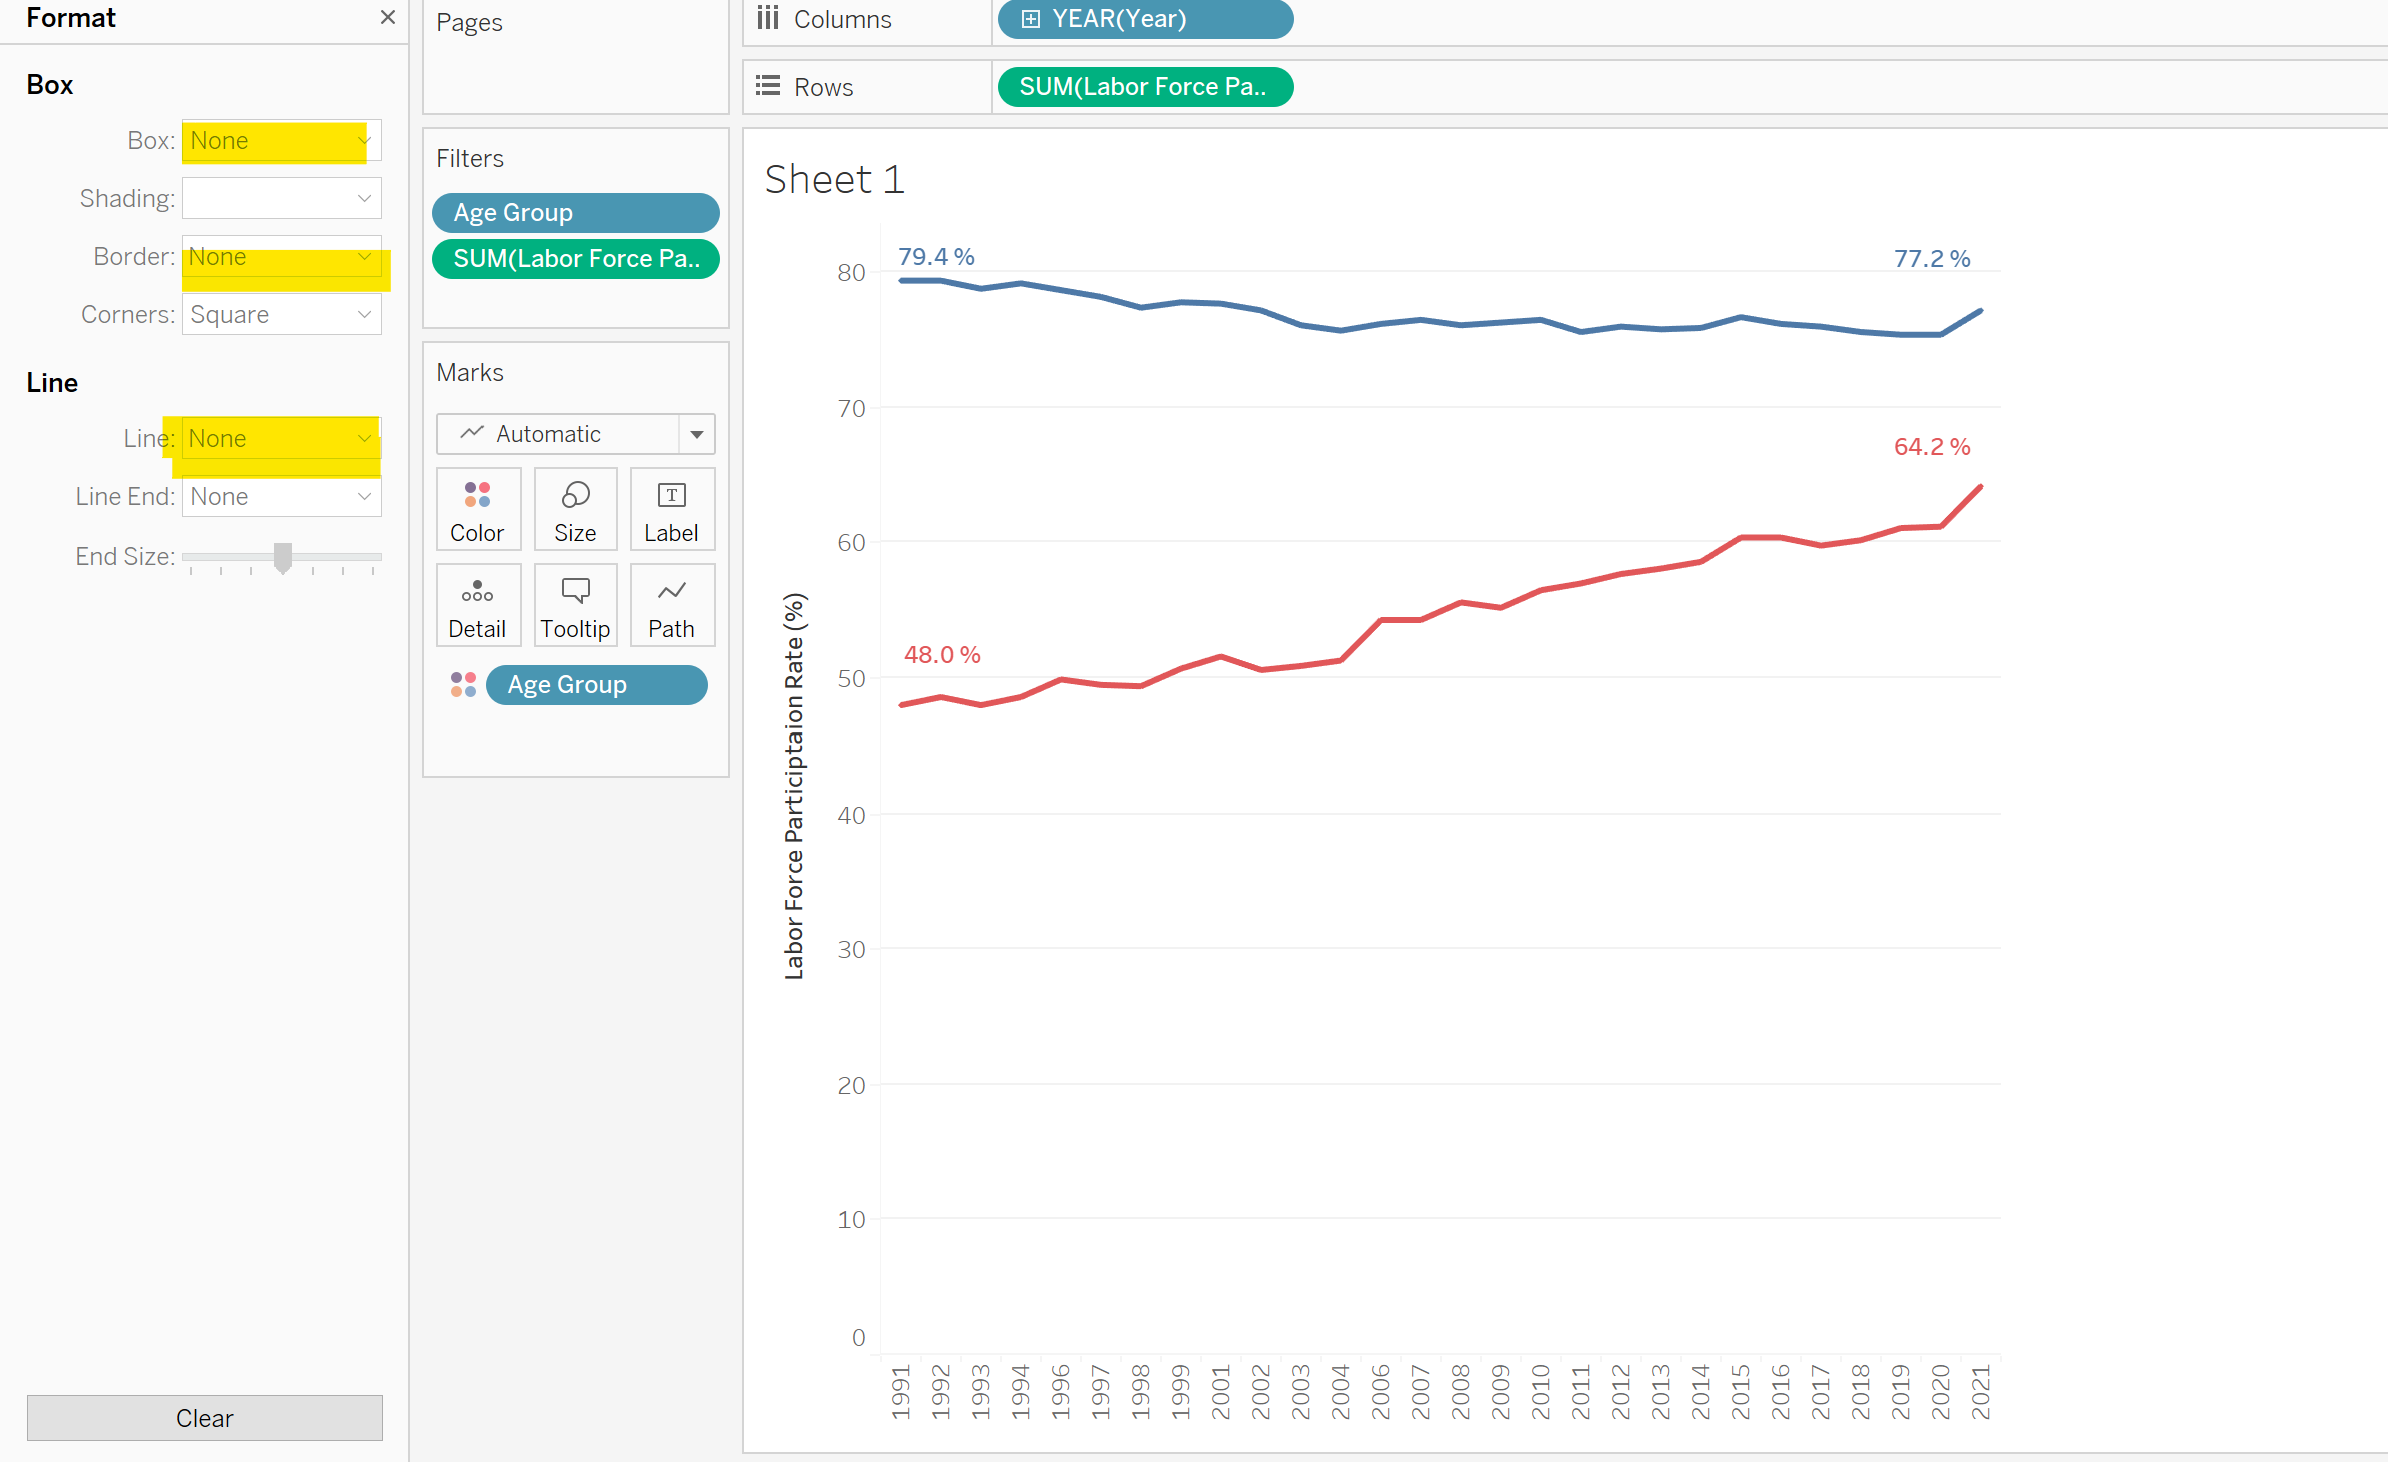 Format
Box
Box: None
Shading:
Border: None
Corners: Square
Line
Line: None
Line End: None
End Size:
Clear
Pages
Filters
Age Group
SUM(Labor Force Pa..
Marks
Automatic
Color Size Label
Detail Tooltip Path
Age Group
Columns YEAR(Year)
Rows SUM(Labor Force Pa..
Sheet 1
Labor Force Participtaion Rate (%)
80
70
60
50
40
30
20
10
0
79.4 %
77.2 %
64.2 %
48.0 %
1991 1992 1993 1994 1996 1997 1998 1999 2001 2002 2003 2004 2006 2007 2008 2009 2010 2011 2012 2013 2014 2015 2016 2017 2018 2019 2020 2021